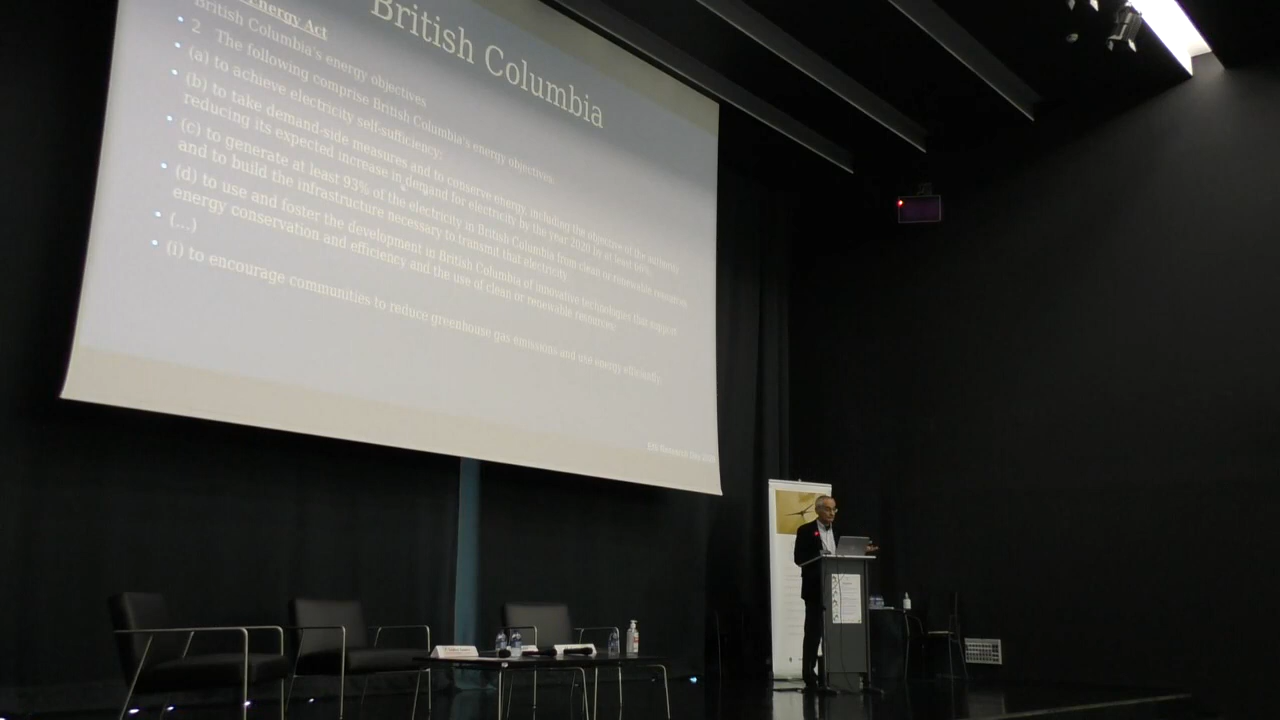 British Columbia
Energy Act
British Columbia's energy objectives
2 The following comprise British Columbia's energy objectives:
(a) to achieve electricity self-sufficiency;
(b) to take demand-side measures and to conserve energy, including the objective of the authority
reducing its expected increase in demand for electricity by the year 2020 by at least 66%;
(c) to generate at least 93% of the electricity in British Columbia from clean or renewable resources
and to build the infrastructure necessary to transmit that electricity
(d) to use and foster the development in British Columbia of innovative technologies that support
energy conservation and efficiency and the use of clean or renewable resources
(...)
(i) to encourage communities to reduce greenhouse gas emissions and use energy efficiently;
Research Day